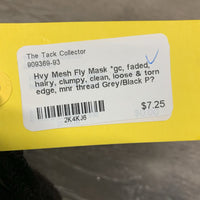 The Tack Collector
909369-93
Hvy Mesh Fly Mask *gc, faded,
hairy, clumpy, clean, loose & torn
edge, mnr thread Grey/Black P?
$7.25
2K4KJ6